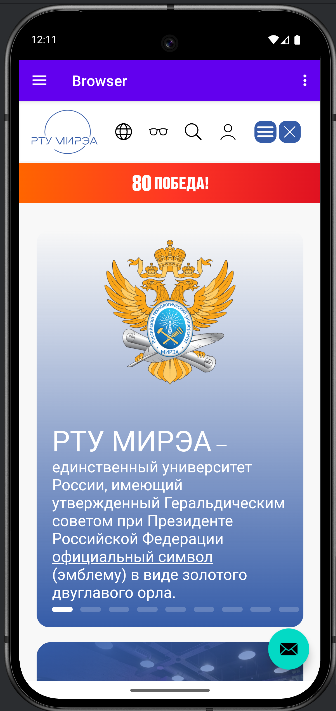 12:11
Browser
РТУ МИРЭА
80 ПОБЕДА!
РТУ МИРЭА –
единственный университет
России, имеющий
утвержденный Геральдическим
советом при Президенте
Российской Федерации
официальный символ
(эмблему) в виде золотого
двуглавого орла.